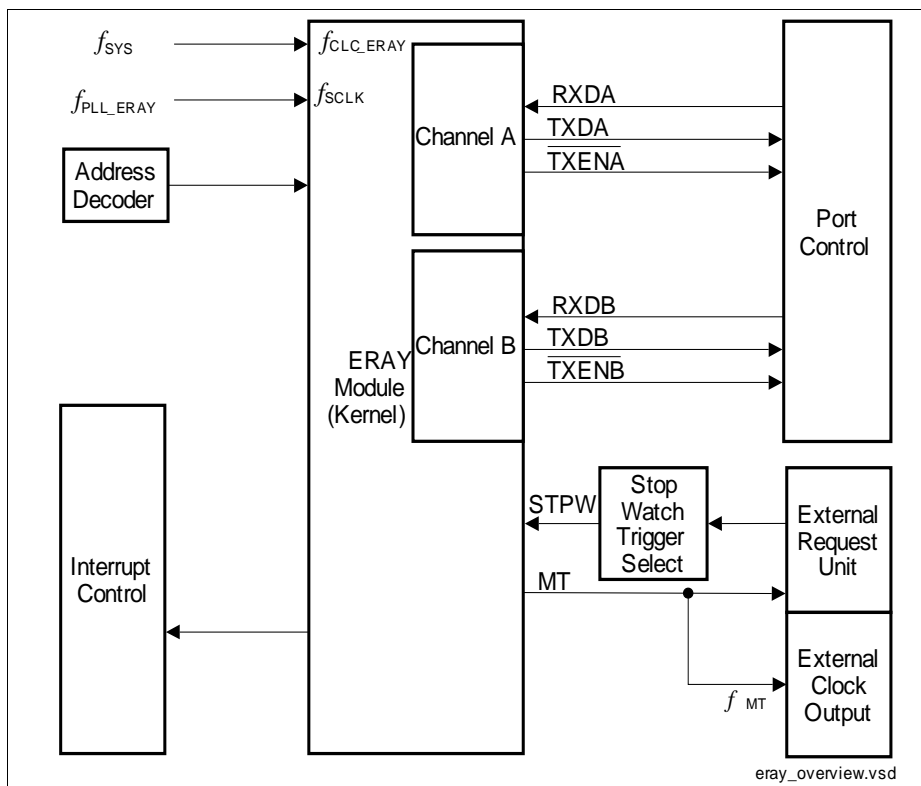 fSYS
fCLC_ERAY
fPLL_ERAY
fSCLK
Address
Decoder
Channel A
RXDA
TXDA
TXENA
Port
Control
Channel B
RXDB
TXDB
TXENB
ERAY
Module
(Kernel)
Interrupt
Control
STPW
Stop
Watch
Trigger
Select
External
Request
Unit
MT
External
Clock
Output
f MT
eray_overview.vsd